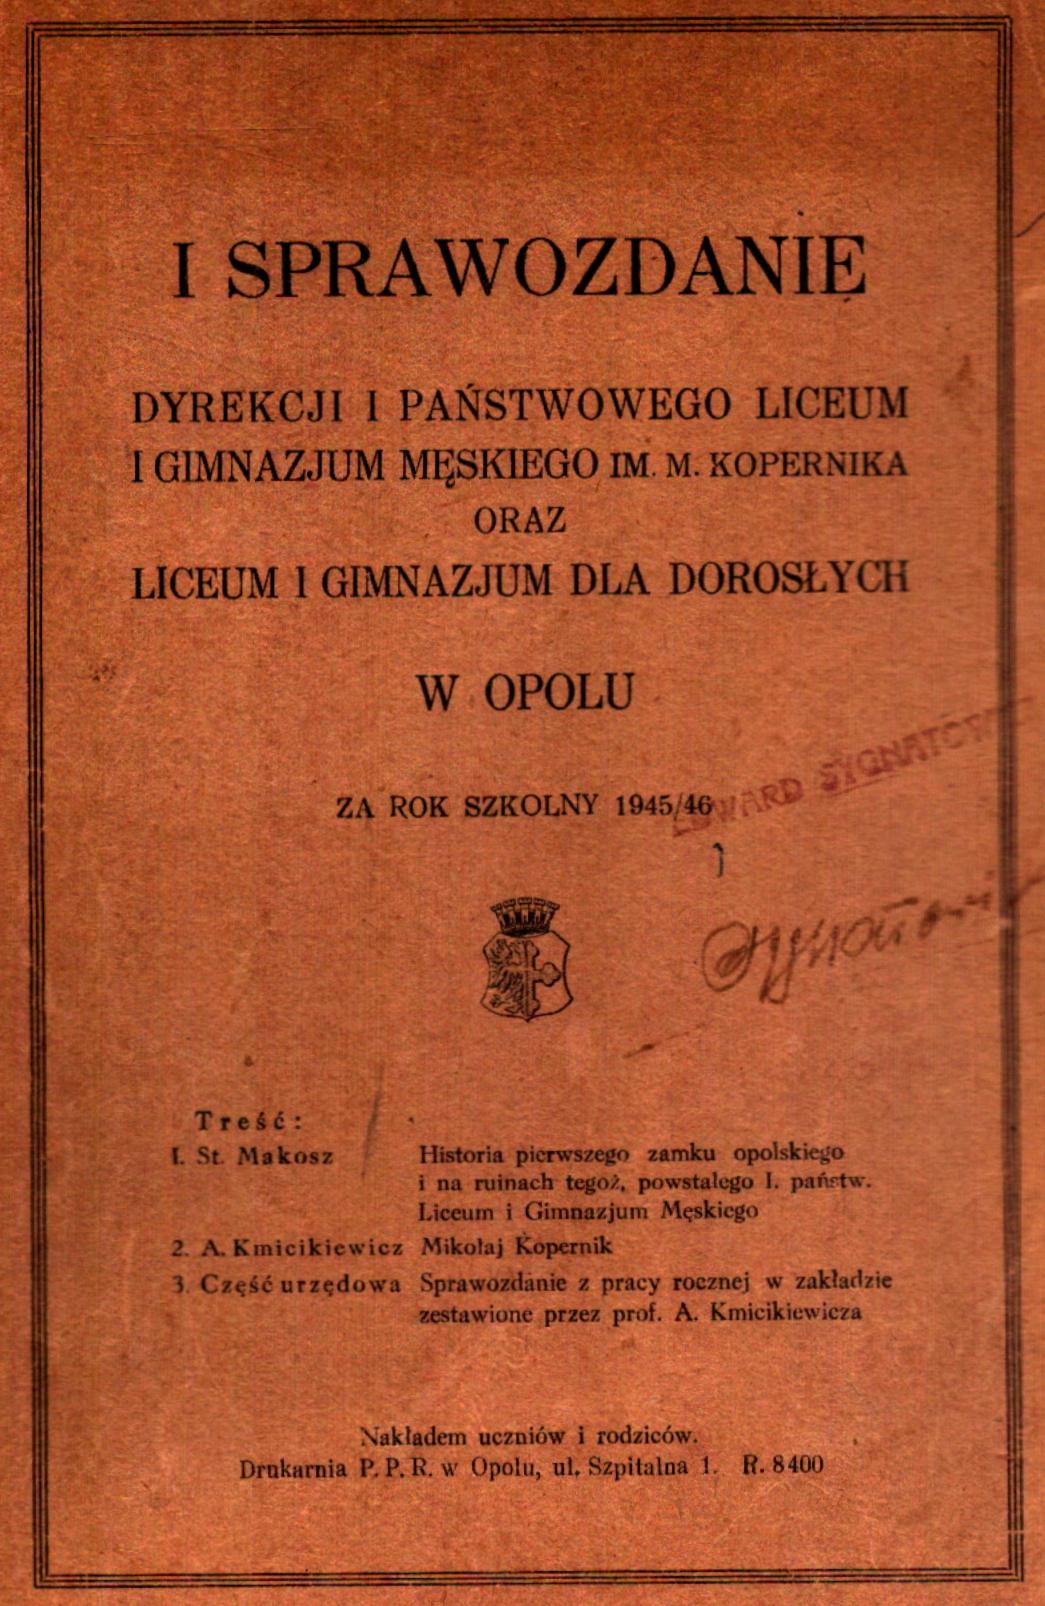 I SPRAWOZDANIE
DYREKCJI I PAŃSTWOWEGO LICEUM
I GIMNAZJUM MĘSKIEGO IM. M. KOPERNIKA
ORAZ
LICEUM I GIMNAZJUM DLA DOROSŁYCH
W OPOLU
ZA ROK SZKOLNY 1945/46
Treść:
1. St. Makosz Historia pierwszego zamku opolskiego
i na ruinach tegoż, powstałego I. państw.
Liceum i Gimnazjum Męskiego
2. A. Kmicikiewicz Mikołaj Kopernik
3. Część urzędowa Sprawozdanie z pracy rocznej w zakładzie
zestawione przez prof. A. Kmicikiewicza
Nakładem uczniów i rodziców.
Drukarnia P. P. R. w Opolu, ul. Szpitalna 1. R. 8400